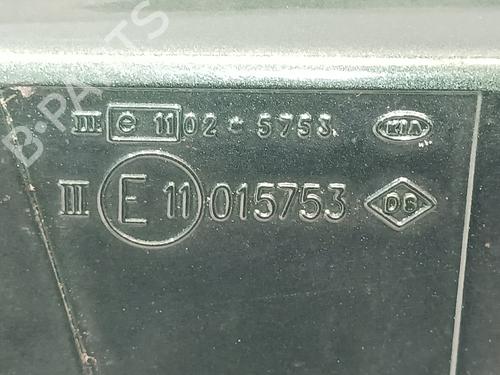 B-PARTS
III e 11 02 * 5753 KIA
II E 11 015753 DS